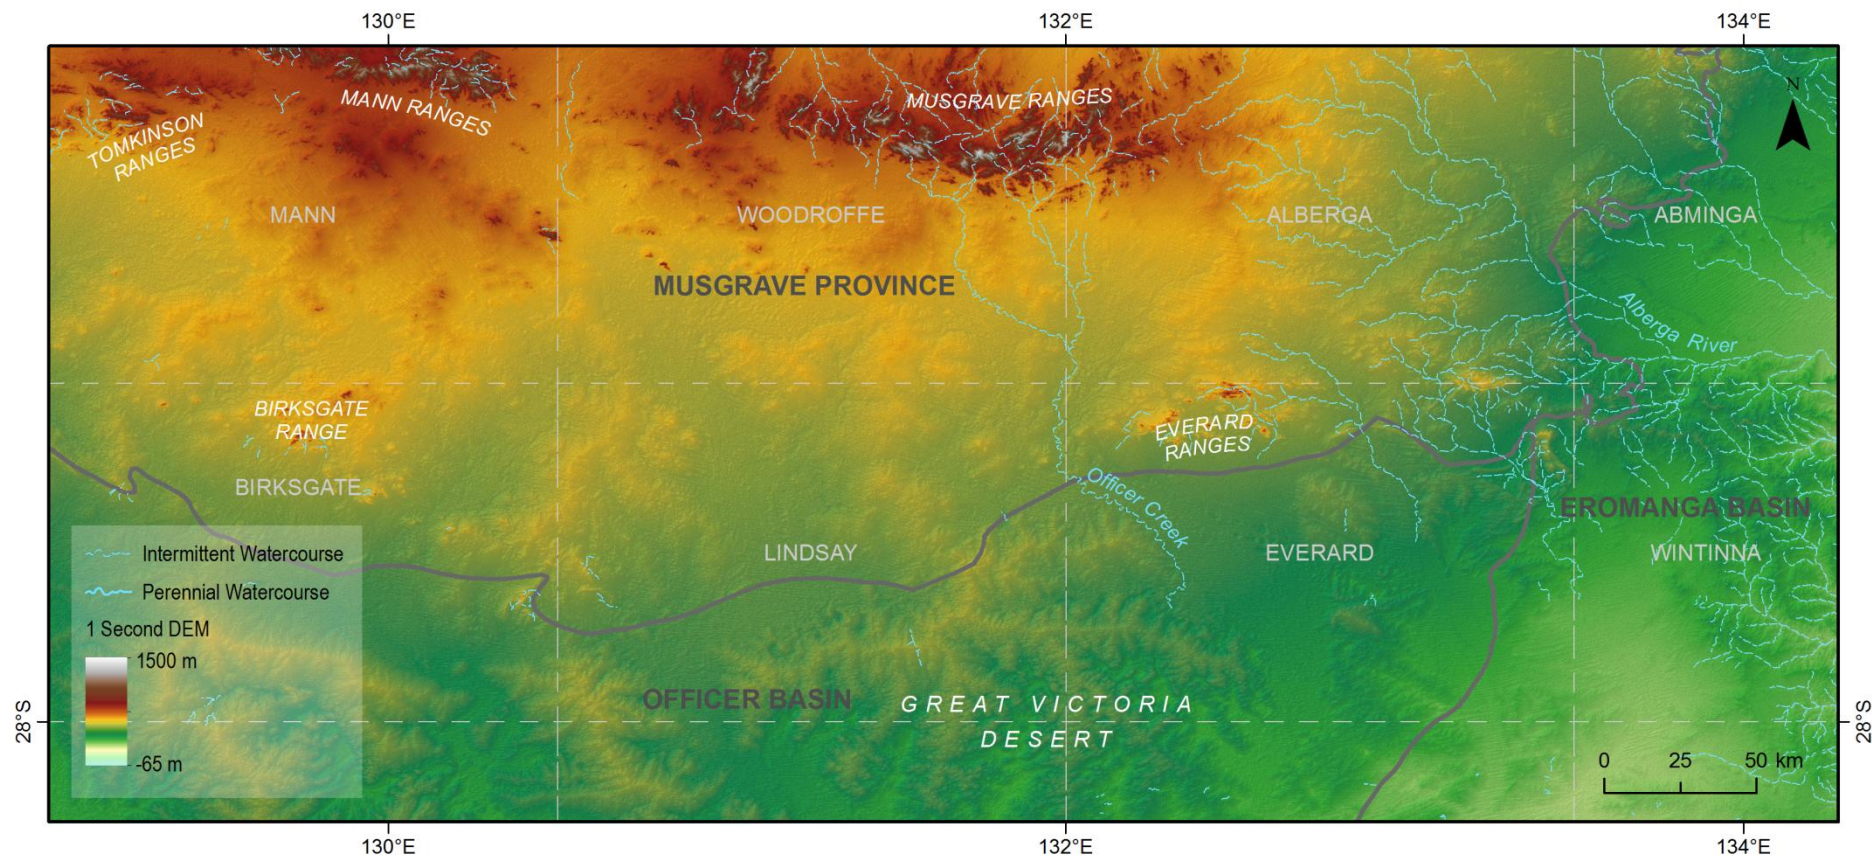 130°E
132°E
134°E
MANN RANGES
MUSGRAVE RANGES
N
TOMKINSON
RANGES
MANN
WOODROFFE
ALBERGA
ABMINGA
MUSGRAVE PROVINCE
Alberga River
BIRKSGATE
RANGE
EVERARD
RANGES
BIRKSGATE
Officer Creek
EROMANGA BASIN
LINDSAY
EVERARD
WINTINNA
Intermittent Watercourse
Perennial Watercourse
1 Second DEM
1500 m
-65 m
OFFICER BASIN
GREAT VICTORIA
DESERT
28°S
28°S
0 25 50 km
130°E
132°E
134°E